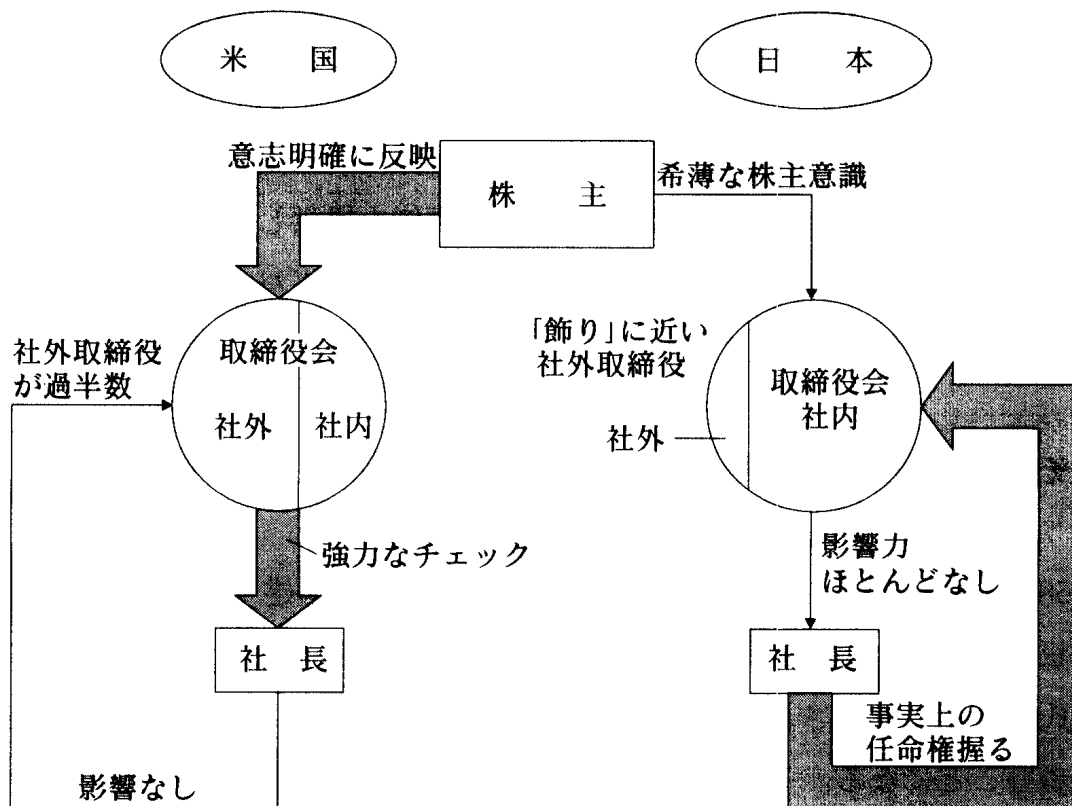 米 国
日 本
意志明確に反映
株 主
希薄な株主意識
社外取締役
が過半数
取締役会
社外
社内
「飾り」に近い
社外取締役
社外
取締役会
社内
強力なチェック
影響力
ほとんどなし
社 長
社 長
事実上の
任命権握る
影響なし